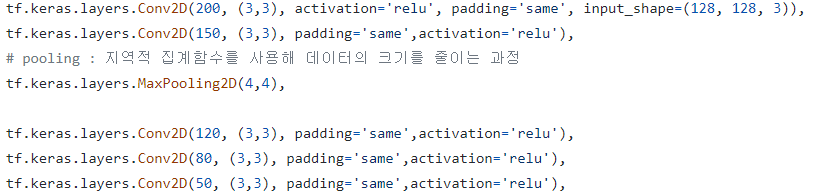 tf.keras.layers.Conv2D(200, (3,3), activation='relu', padding='same', input_shape=(128, 128, 3)),
tf.keras.layers.Conv2D(150, (3,3), padding='same',activation='relu'),
# pooling : 지역적 집계함수를 사용해 데이터의 크기를 줄이는 과정
tf.keras.layers.MaxPooling2D(4,4),
tf.keras.layers.Conv2D(120, (3,3), padding='same',activation='relu'),
tf.keras.layers.Conv2D(80, (3,3), padding='same',activation='relu'),
tf.keras.layers.Conv2D(50, (3,3), padding='same',activation='relu'),